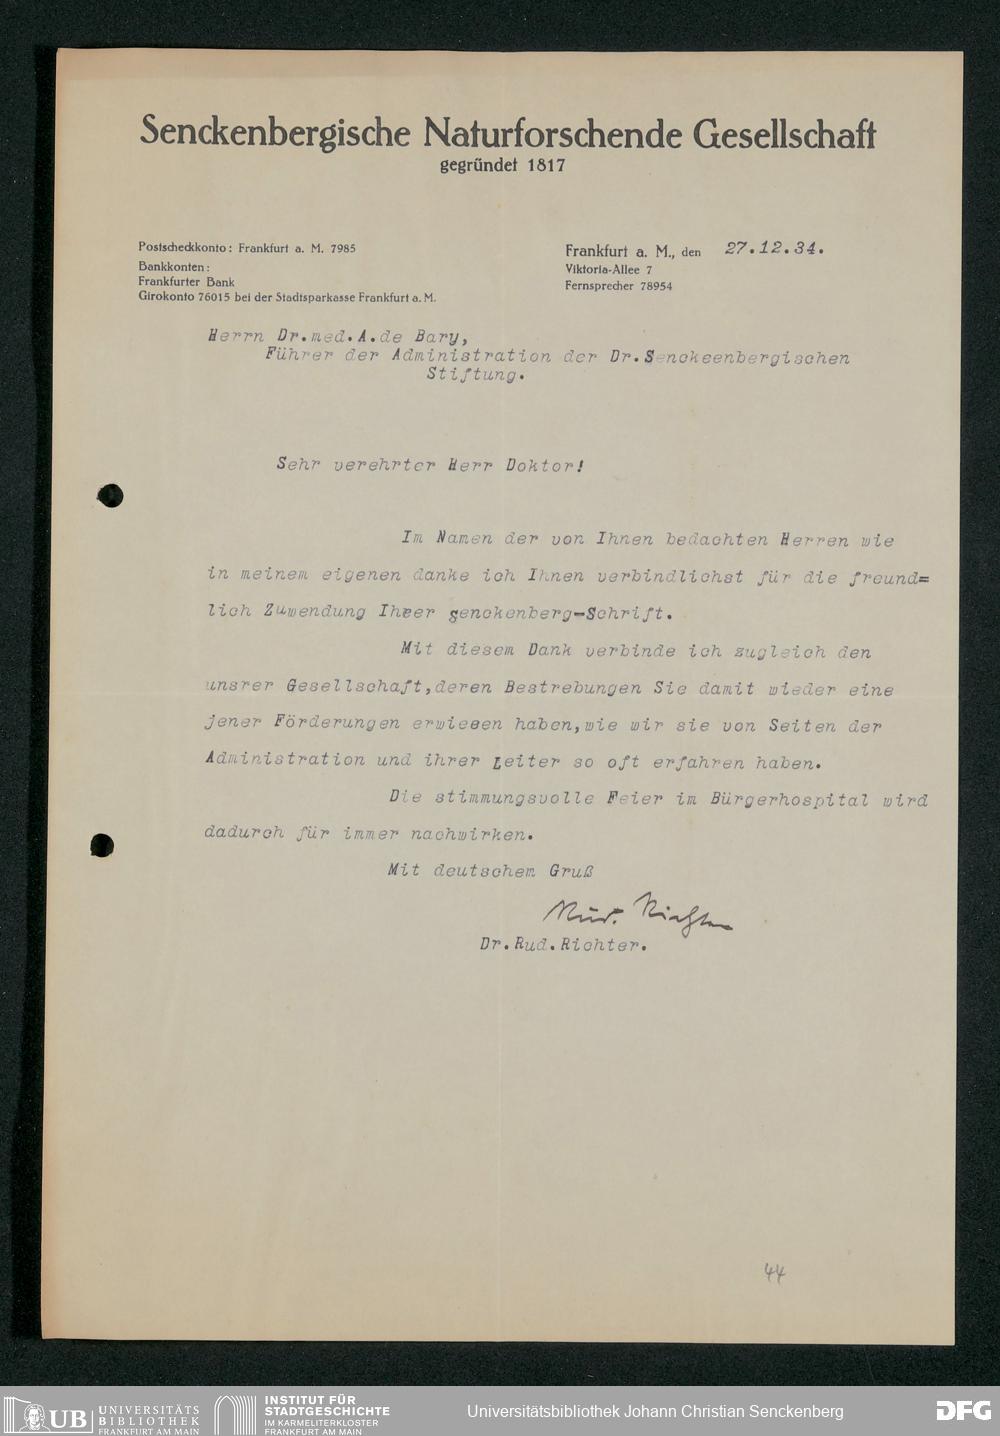 Senckenbergische Naturforschende Gesellschaft
gegründet 1817
Postscheckkonto: Frankfurt a. M. 7985
Bankkonten:
Frankfurter Bank
Girokonto 76015 bei der Stadtsparkasse Frankfurt a. M.
Frankfurt a. M., den 27.12.34.
Viktoria-Allee 7
Fernsprecher 78954
Herrn Dr.med.A.de Bary,
Führer der Administration der Dr.Senckeenbergischen
Stiftung.
Sehr verehrter Herr Doktor!
Im Namen der von Ihnen bedachten Herren wie
in meinem eigenen danke ich Ihnen verbindlichst für die freund=
lich Zuwendung Ihrer Senckenberg-Schrift.
Mit diesem Dank verbinde ich zugleich den
unsrer Gesellschaft,deren Bestrebungen Sie damit wieder eine
jener Förderungen erwiesen haben,wie wir sie von Seiten der
Administration und ihrer Leiter so oft erfahren haben.
Die stimmungsvolle Feier im Bürgerhospital wird
dadurch für immer nachwirken.
Mit deutschem Gruß
Rud. Richter
Dr.Rud.Richter.
44
UB UNIVERSITÄTS
BIBLIOTHEK
FRANKFURT AM MAIN
INSTITUT FÜR
STADTGESCHICHTE
IM KARMELITERKLOSTER
FRANKFURT AM MAIN
Universitätsbibliothek Johann Christian Senckenberg
DFG